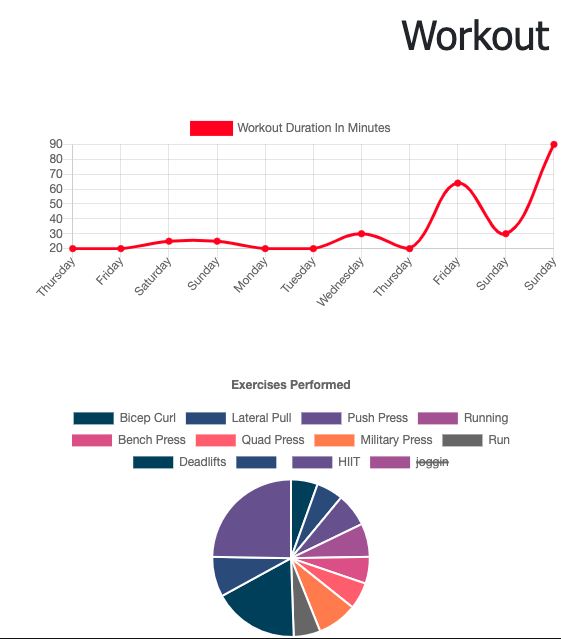 Workout
Workout Duration In Minutes
90
80
70
60
50
40
30
20
Thursday Friday Saturday Sunday Monday Tuesday Wednesday Thursday Friday Sunday Sunday
Exercises Performed
Bicep Curl Lateral Pull Push Press Running
Bench Press Quad Press Military Press Run
Deadlifts HIIT joggin